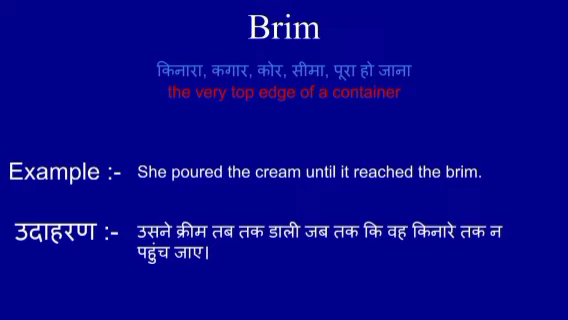 Brim
किनारा, कगार, कोर, सीमा, पूरा हो जाना
the very top edge of a container
Example :- She poured the cream until it reached the brim.
उदाहरण :- उसने क्रीम तब तक डाली जब तक कि वह किनारे तक न
पहुंच जाए।